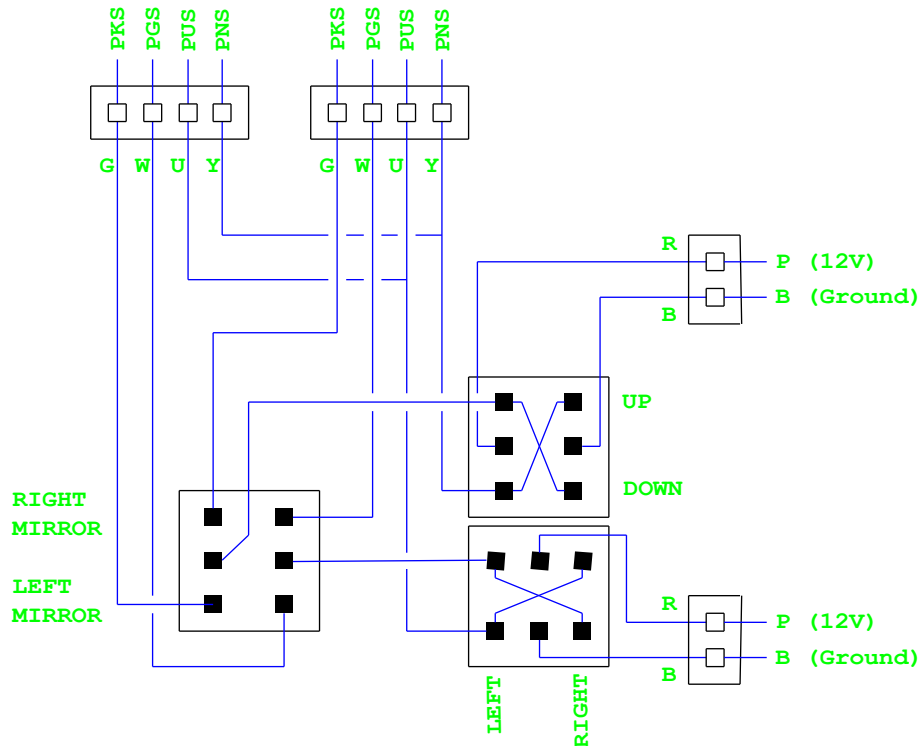 PKS PGS PUS PNS PKS PGS PUS PNS
G W U Y G W U Y
R
P (12V)
B (Ground)
B
UP
DOWN
RIGHT
MIRROR
LEFT
MIRROR
R
P (12V)
B (Ground)
B
LEFT RIGHT